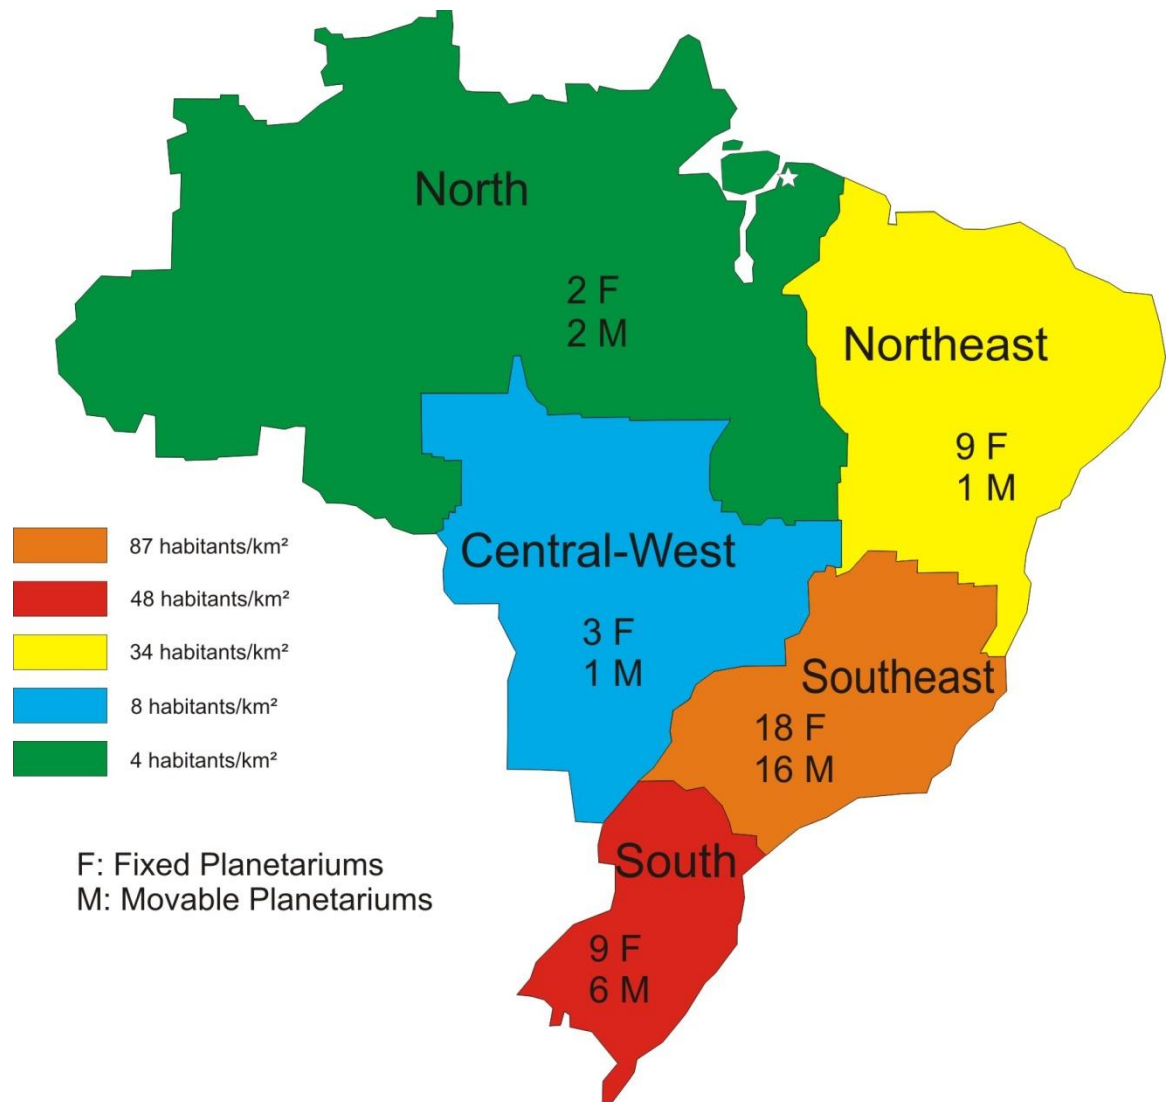 North
2 F
2 M
Northeast
9 F
1 M
Central-West
3 F
1 M
Southeast
18 F
16 M
South
9 F
6 M
87 habitants/km²
48 habitants/km²
34 habitants/km²
8 habitants/km²
4 habitants/km²
F: Fixed Planetariums
M: Movable Planetariums